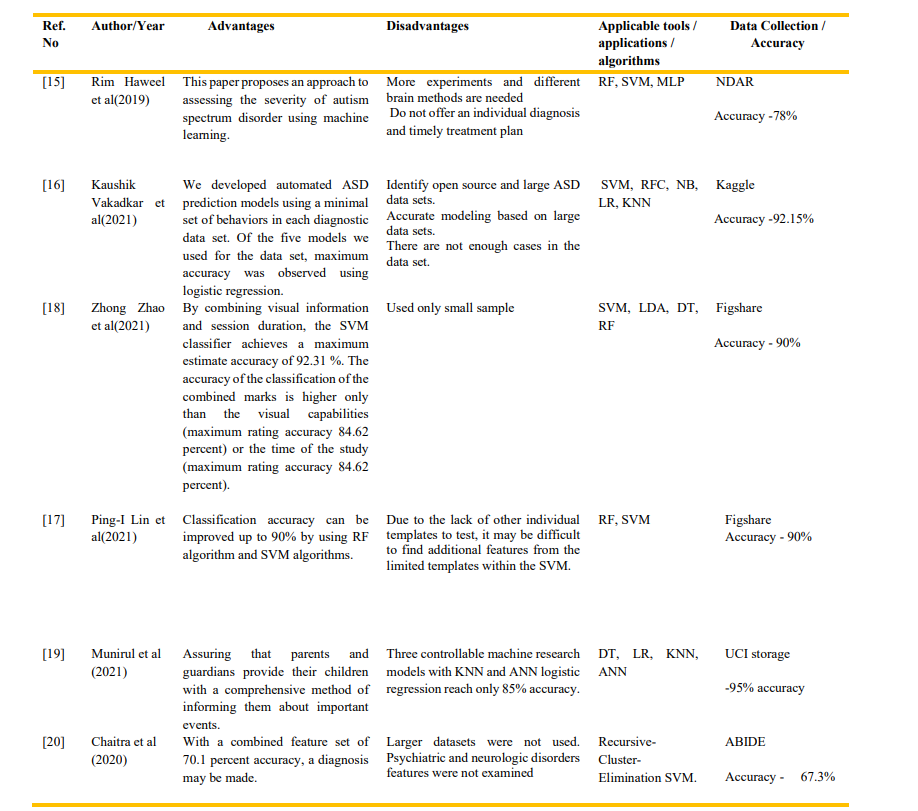 Ref. No
Author/Year
Advantages
Disadvantages
Applicable tools /
applications /
algorithms
Data Collection /
Accuracy
[15]
Rim Haweel
et al(2019)
This paper proposes an approach to
assessing the severity of autism
spectrum disorder using machine
learning.
More experiments and different
brain methods are needed
Do not offer an individual diagnosis
and timely treatment plan
RF, SVM, MLP
NDAR
Accuracy -78%
[16]
Kaushik
Vakadkar et
al(2021)
We developed automated ASD
prediction models using a minimal
set of behaviors in each diagnostic
data set. Of the five models we
used for the data set, maximum
accuracy was observed using
logistic regression.
Identify open source and large ASD
data sets.
Accurate modeling based on large
data sets.
There are not enough cases in the
data set.
SVM, RFC, NB,
LR, KNN
Kaggle
Accuracy -92.15%
[18]
Zhong Zhao
et al(2021)
By combining visual information
and session duration, the SVM
classifier achieves a maximum
estimate accuracy of 92.31 %. The
accuracy of the classification of the
combined marks is higher only
than the visual capabilities
(maximum rating accuracy 84.62
percent) or the time of the study
(maximum rating accuracy 84.62
percent).
Used only small sample
SVM, LDA, DT,
RF
Figshare
Accuracy - 90%
[17]
Ping-I Lin et
al(2021)
Classification accuracy can be
improved up to 90% by using RF
algorithm and SVM algorithms.
Due to the lack of other individual
templates to test, it may be difficult
to find additional features from the
limited templates within the SVM.
RF, SVM
Figshare
Accuracy - 90%
[19]
Munirul et al
(2021)
Assuring that parents and
guardians provide their children
with a comprehensive method of
informing them about important
events.
Three controllable machine research
models with KNN and ANN logistic
regression reach only 85% accuracy.
DT, LR, KNN,
ANN
UCI storage
-95% accuracy
[20]
Chaitra et al
(2020)
With a combined feature set of
70.1 percent accuracy, a diagnosis
may be made.
Larger datasets were not used.
Psychiatric and neurologic disorders
features were not examined
Recursive-
Cluster-
Elimination SVM.
ABIDE
Accuracy - 67.3%